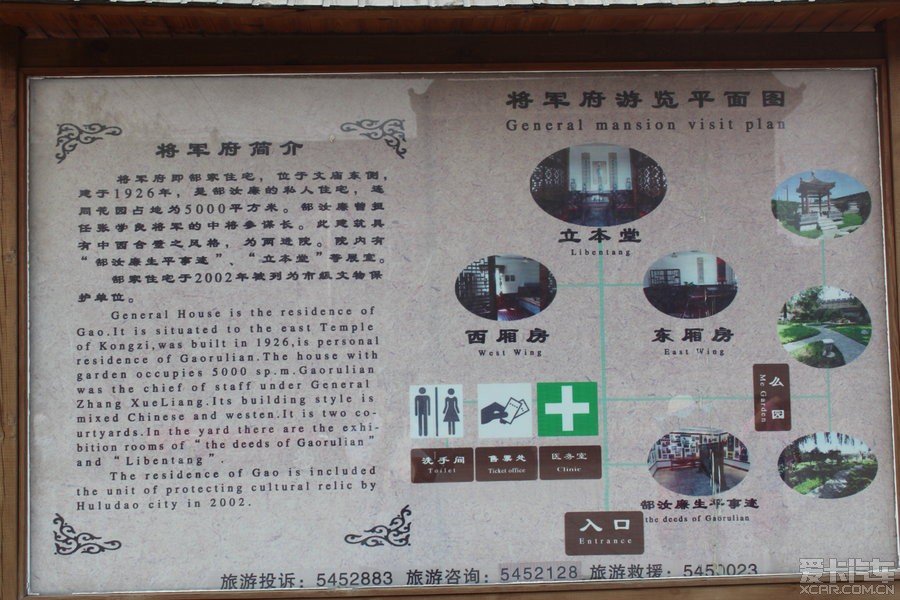 将军府简介
将军府即郜家住宅，位于文庙东侧，
建于1926年，是郜汝廉的私人住宅，连
同花园占地为5000平方米。郜汝廉曾担
任张学良将军的中将参谋长。此建筑具
有中西合璧之风格，为两进院。院内有
“郜汝廉生平事迹”、“立本堂”等展室。
郜家住宅于2002年被列为市级文物保
护单位。
General House is the residence of
Gao.It is situated to the east Temple
of Kongzi,was built in 1926,is personal
residence of Gaorulian.The house with
garden occupies 5000 sp.m.Gaorulian
was the chief of staff under General
Zhang XueLiang.Its building style is
mixed Chinese and westen.It is two co-
urtyards.In the yard there are the exhi-
bition rooms of “the deeds of Gaorulian”
and “Libentang”.
The residence of Gao is included
the unit of protecting cultural relic by
Huludao city in 2002.
将军府游览平面图
General mansion visit plan
立本堂
Libentang
西厢房
West Wing
东厢房
East Wing
么园
Me Garden
洗手间
Toilet
售票处
Ticket office
医务室
Clinic
郜汝廉生平事迹
the deeds of Gaorulian
入口
Entrance
旅游投诉：5452883 旅游咨询：5452128 旅游救援：5450023
爱卡汽车
XCAR.COM.CN